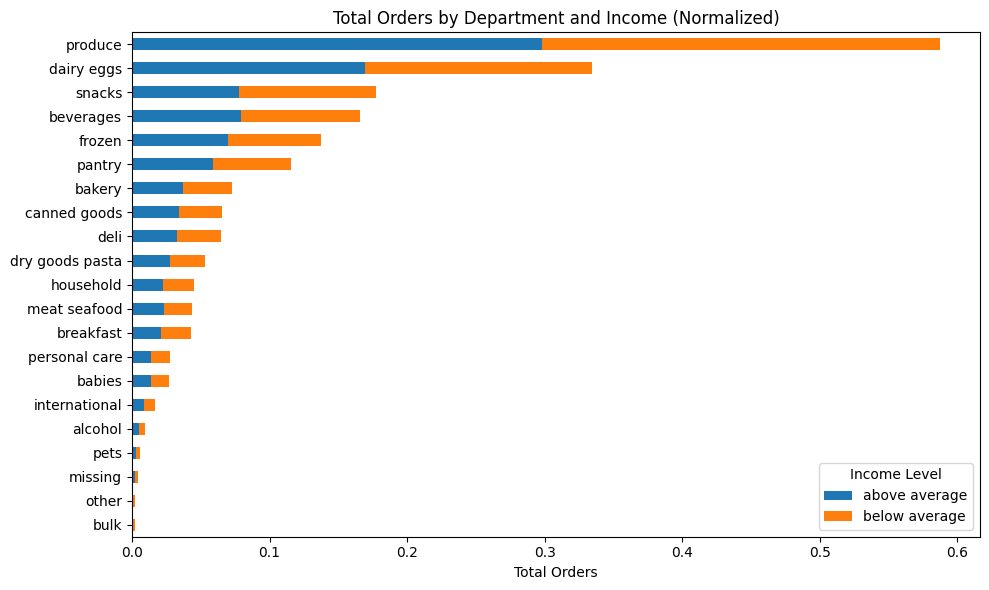 Total Orders by Department and Income (Normalized)
produce
dairy eggs
snacks
beverages
frozen
pantry
bakery
canned goods
deli
dry goods pasta
household
meat seafood
breakfast
personal care
babies
international
alcohol
pets
missing
other
bulk
Income Level
above average
below average
0.0 0.1 0.2 0.3 0.4 0.5 0.6
Total Orders